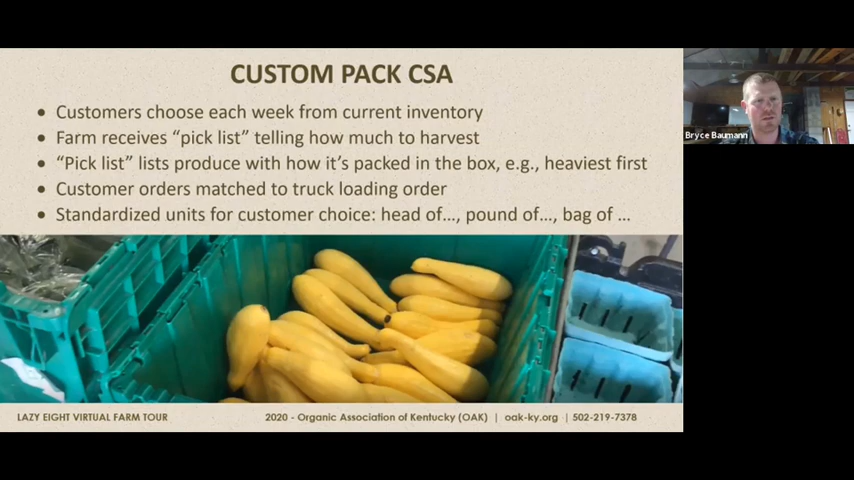 CUSTOM PACK CSA
• Customers choose each week from current inventory
• Farm receives “pick list” telling how much to harvest
• “Pick list” lists produce with how it’s packed in the box, e.g., heaviest first
• Customer orders matched to truck loading order
• Standardized units for customer choice: head of…, pound of…, bag of …
Bryce Baumann
LAZY EIGHT VIRTUAL FARM TOUR
2020 - Organic Association of Kentucky (OAK) | oak-ky.org | 502-219-7378